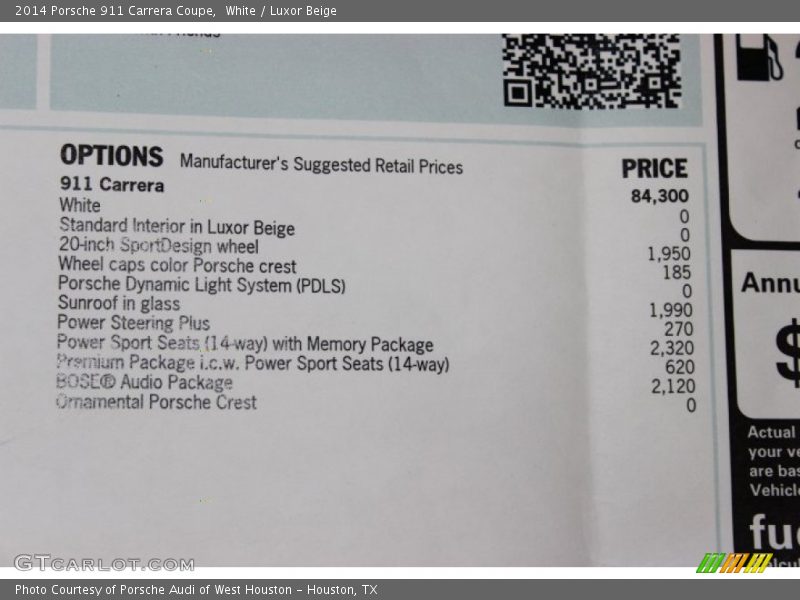 2014 Porsche 911 Carrera Coupe,  White / Luxor Beige
OPTIONS Manufacturer's Suggested Retail Prices PRICE
911 Carrera 84,300
White 0
Standard Interior in Luxor Beige 0
20-inch SportDesign wheel 1,950
Wheel caps color Porsche crest 185
Porsche Dynamic Light System (PDLS) 0
Sunroof in glass 1,990
Power Steering Plus 270
Power Sport Seats (14-way) with Memory Package 2,320
Premium Package i.c.w. Power Sport Seats (14-way) 620
BOSE® Audio Package 2,120
Ornamental Porsche Crest 0
Annu
$
Actual
your ve
are bas
Vehicle
fue
GTcarlot.com
Photo Courtesy of Porsche Audi of West Houston – Houston, TX